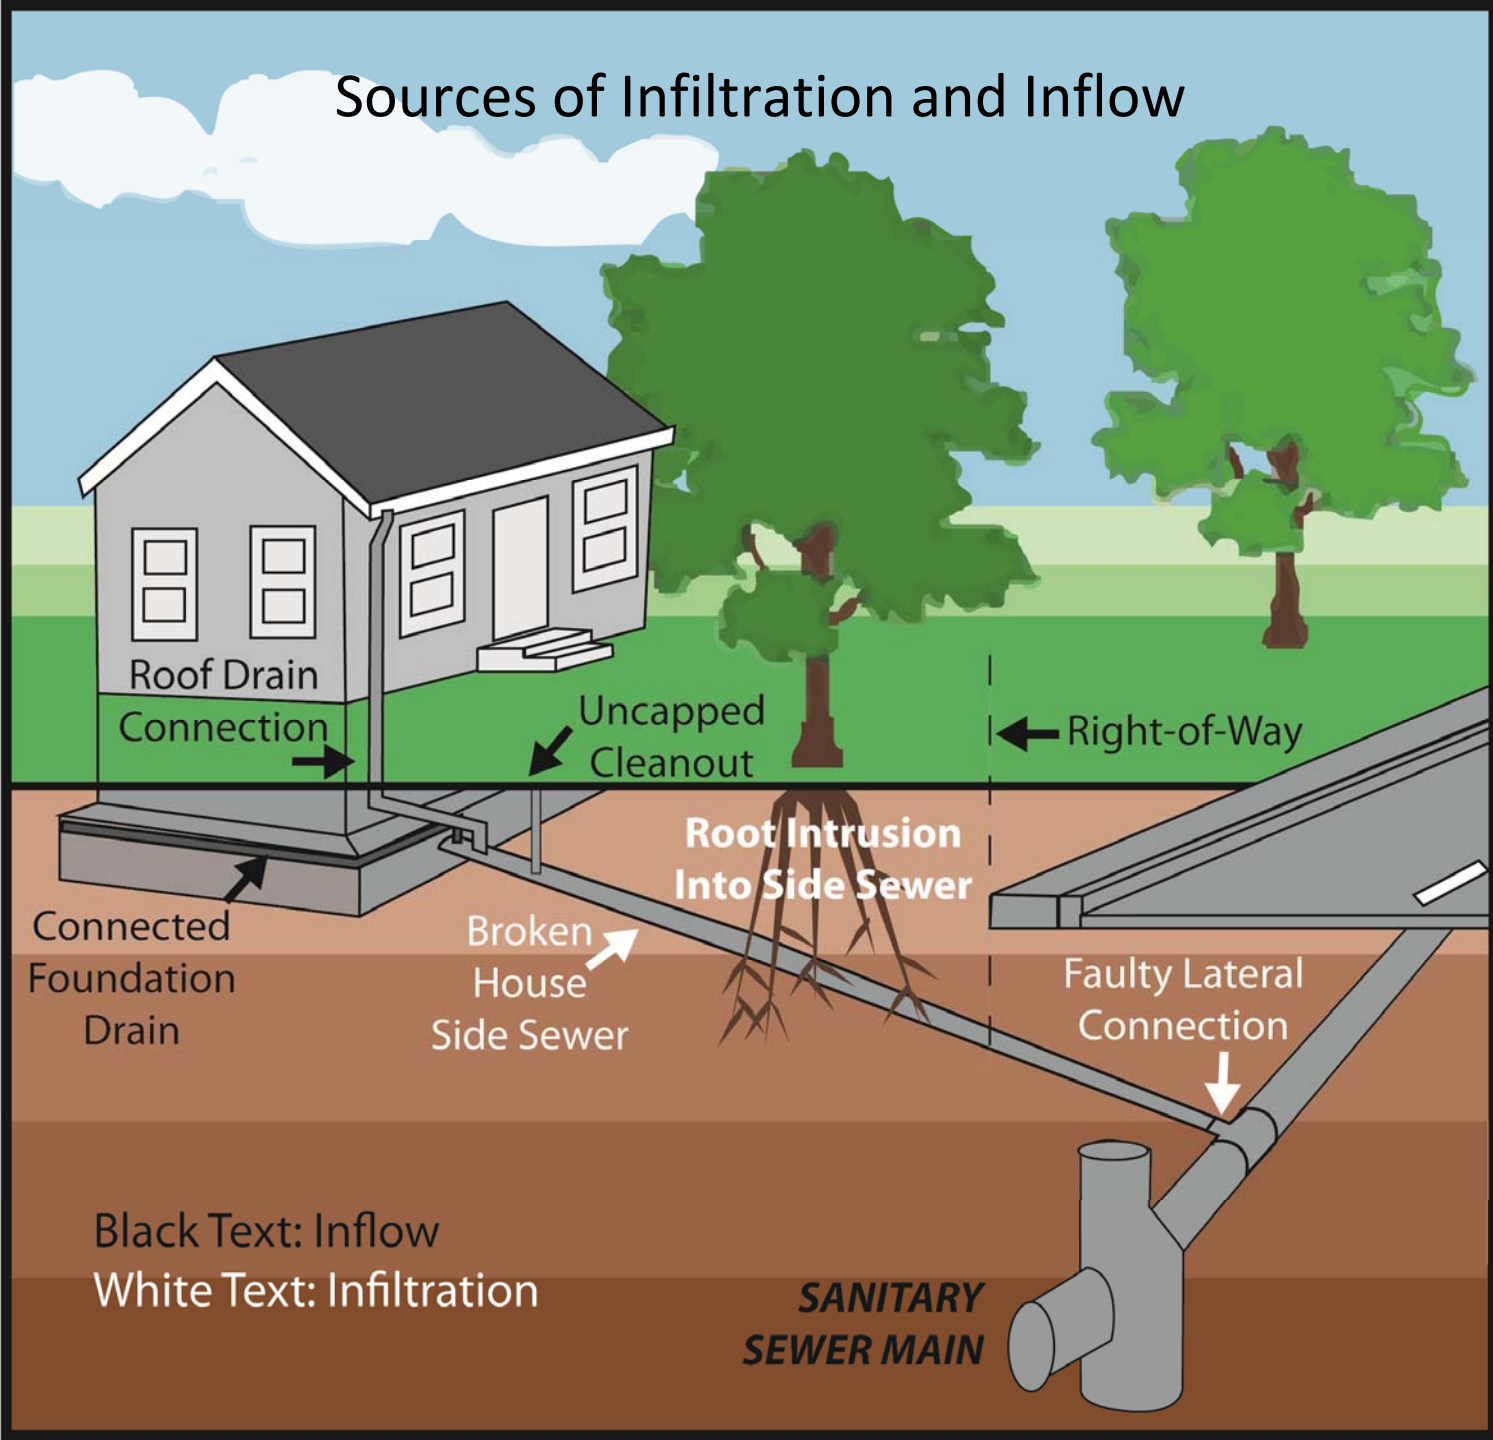 Sources of Infiltration and Inflow
Roof Drain
Connection
Uncapped
Cleanout
Right-of-Way
Root Intrusion
Into Side Sewer
Connected
Foundation
Drain
Broken
House
Side Sewer
Faulty Lateral
Connection
Black Text: Inflow
White Text: Infiltration
SANITARY
SEWER MAIN